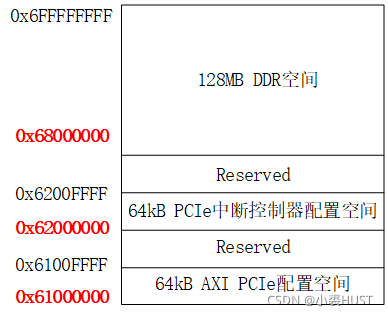 0x6FFFFFFFF
128MB DDR空间
0x68000000
Reserved
0x6200FFFF
64kB PCIe中断控制器配置空间
0x62000000
Reserved
0x6100FFFF
64kB AXI PCIe配置空间
0x61000000
CSDN @小裘HUST